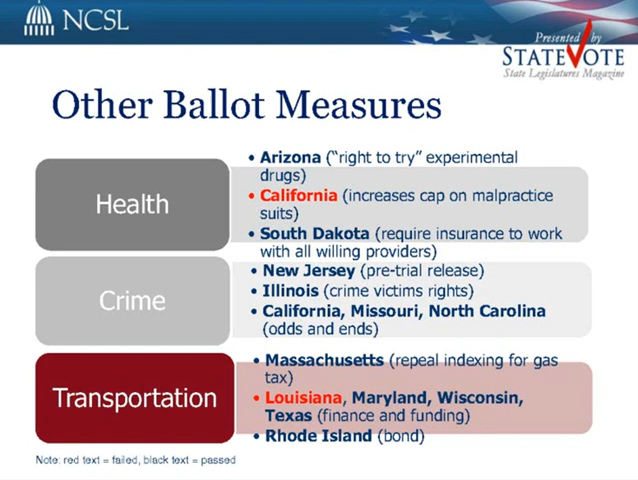 NCSL
Presented by
STATEVOTE
State Legislatures Magazine
Other Ballot Measures
Health
• Arizona (“right to try” experimental
drugs)
• California (increases cap on malpractice
suits)
• South Dakota (require insurance to work
with all willing providers)
Crime
• New Jersey (pre-trial release)
• Illinois (crime victims rights)
• California, Missouri, North Carolina
(odds and ends)
Transportation
• Massachusetts (repeal indexing for gas
tax)
• Louisiana, Maryland, Wisconsin,
Texas (finance and funding)
• Rhode Island (bond)
Note: red text = failed, black text = passed